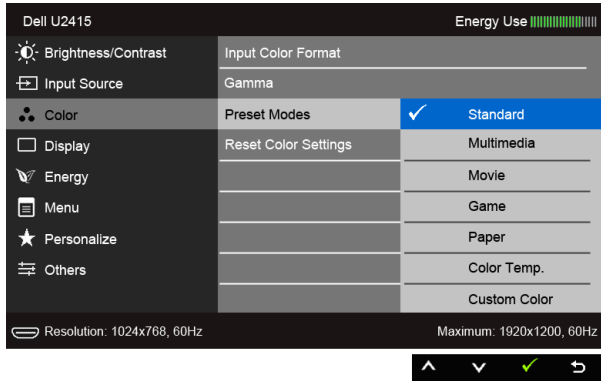 Dell U2415 Energy Use
Brightness/Contrast Input Color Format
Input Source Gamma
Color Preset Modes Standard
Display Reset Color Settings Multimedia
Energy Movie
Menu Game
Personalize Paper
Others Color Temp.
Custom Color
Resolution: 1024x768, 60Hz Maximum: 1920x1200, 60Hz